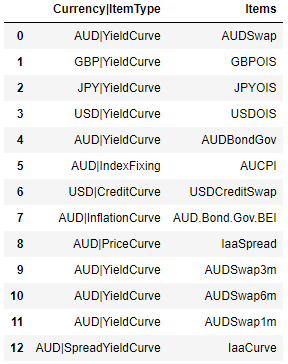 Currency|ItemType Items
0 AUD|YieldCurve AUDSwap
1 GBP|YieldCurve GBPOIS
2 JPY|YieldCurve JPYOIS
3 USD|YieldCurve USDOIS
4 AUD|YieldCurve AUDBondGov
5 AUD|IndexFixing AUCPI
6 USD|CreditCurve USDCreditSwap
7 AUD|InflationCurve AUD.Bond.Gov.BEI
8 AUD|PriceCurve IaaSpread
9 AUD|YieldCurve AUDSwap3m
10 AUD|YieldCurve AUDSwap6m
11 AUD|YieldCurve AUDSwap1m
12 AUD|SpreadYieldCurve IaaCurve